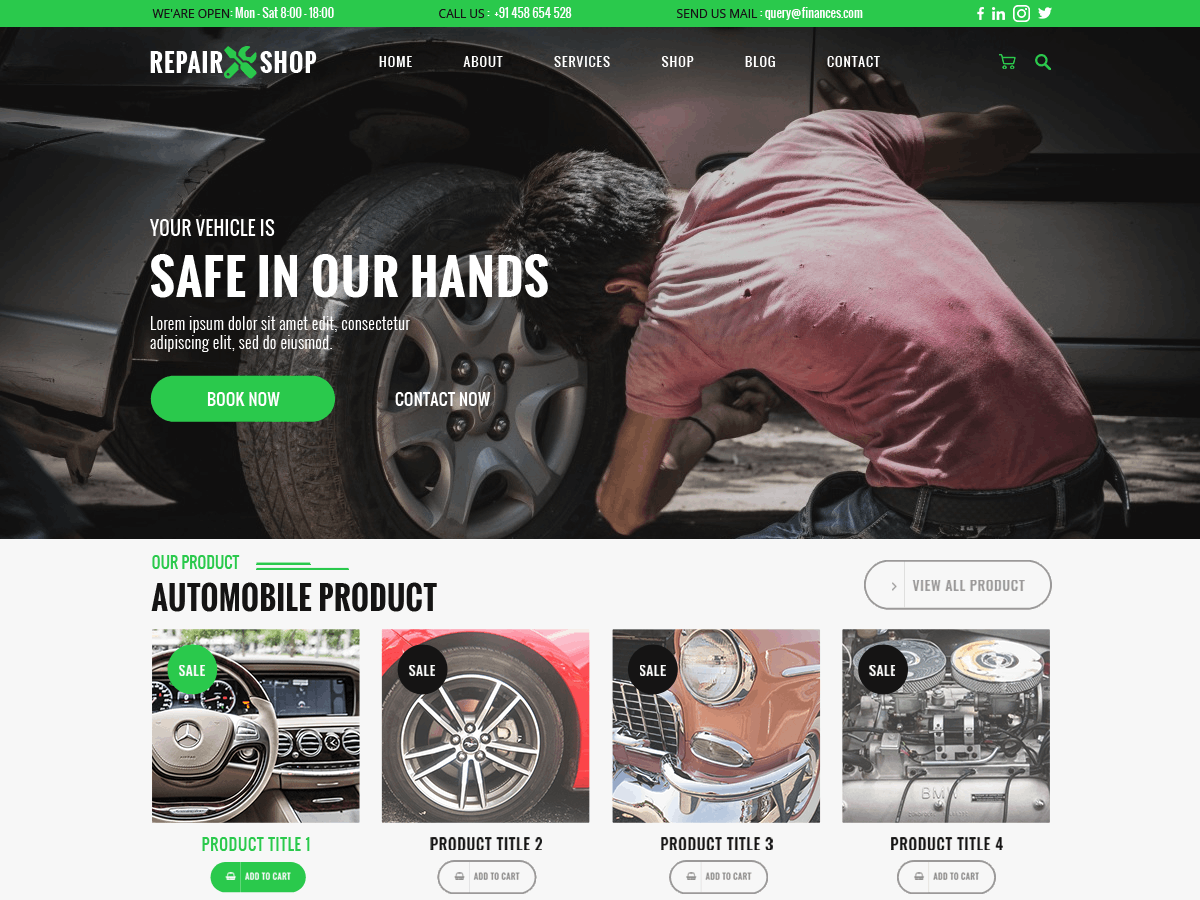 WE'ARE OPEN: Mon - Sat 8:00 - 18:00 CALL US : +91 458 654 528 SEND US MAIL : query@finances.com
REPAIR SHOP HOME ABOUT SERVICES SHOP BLOG CONTACT
YOUR VEHICLE IS
SAFE IN OUR HANDS
Lorem ipsum dolor sit amet edit, consectetur
adipiscing elit, sed do eiusmod.
BOOK NOW CONTACT NOW
OUR PRODUCT
AUTOMOBILE PRODUCT
VIEW ALL PRODUCT
SALE SALE SALE SALE
BMW
PRODUCT TITLE 1 PRODUCT TITLE 2 PRODUCT TITLE 3 PRODUCT TITLE 4
ADD TO CART ADD TO CART ADD TO CART ADD TO CART